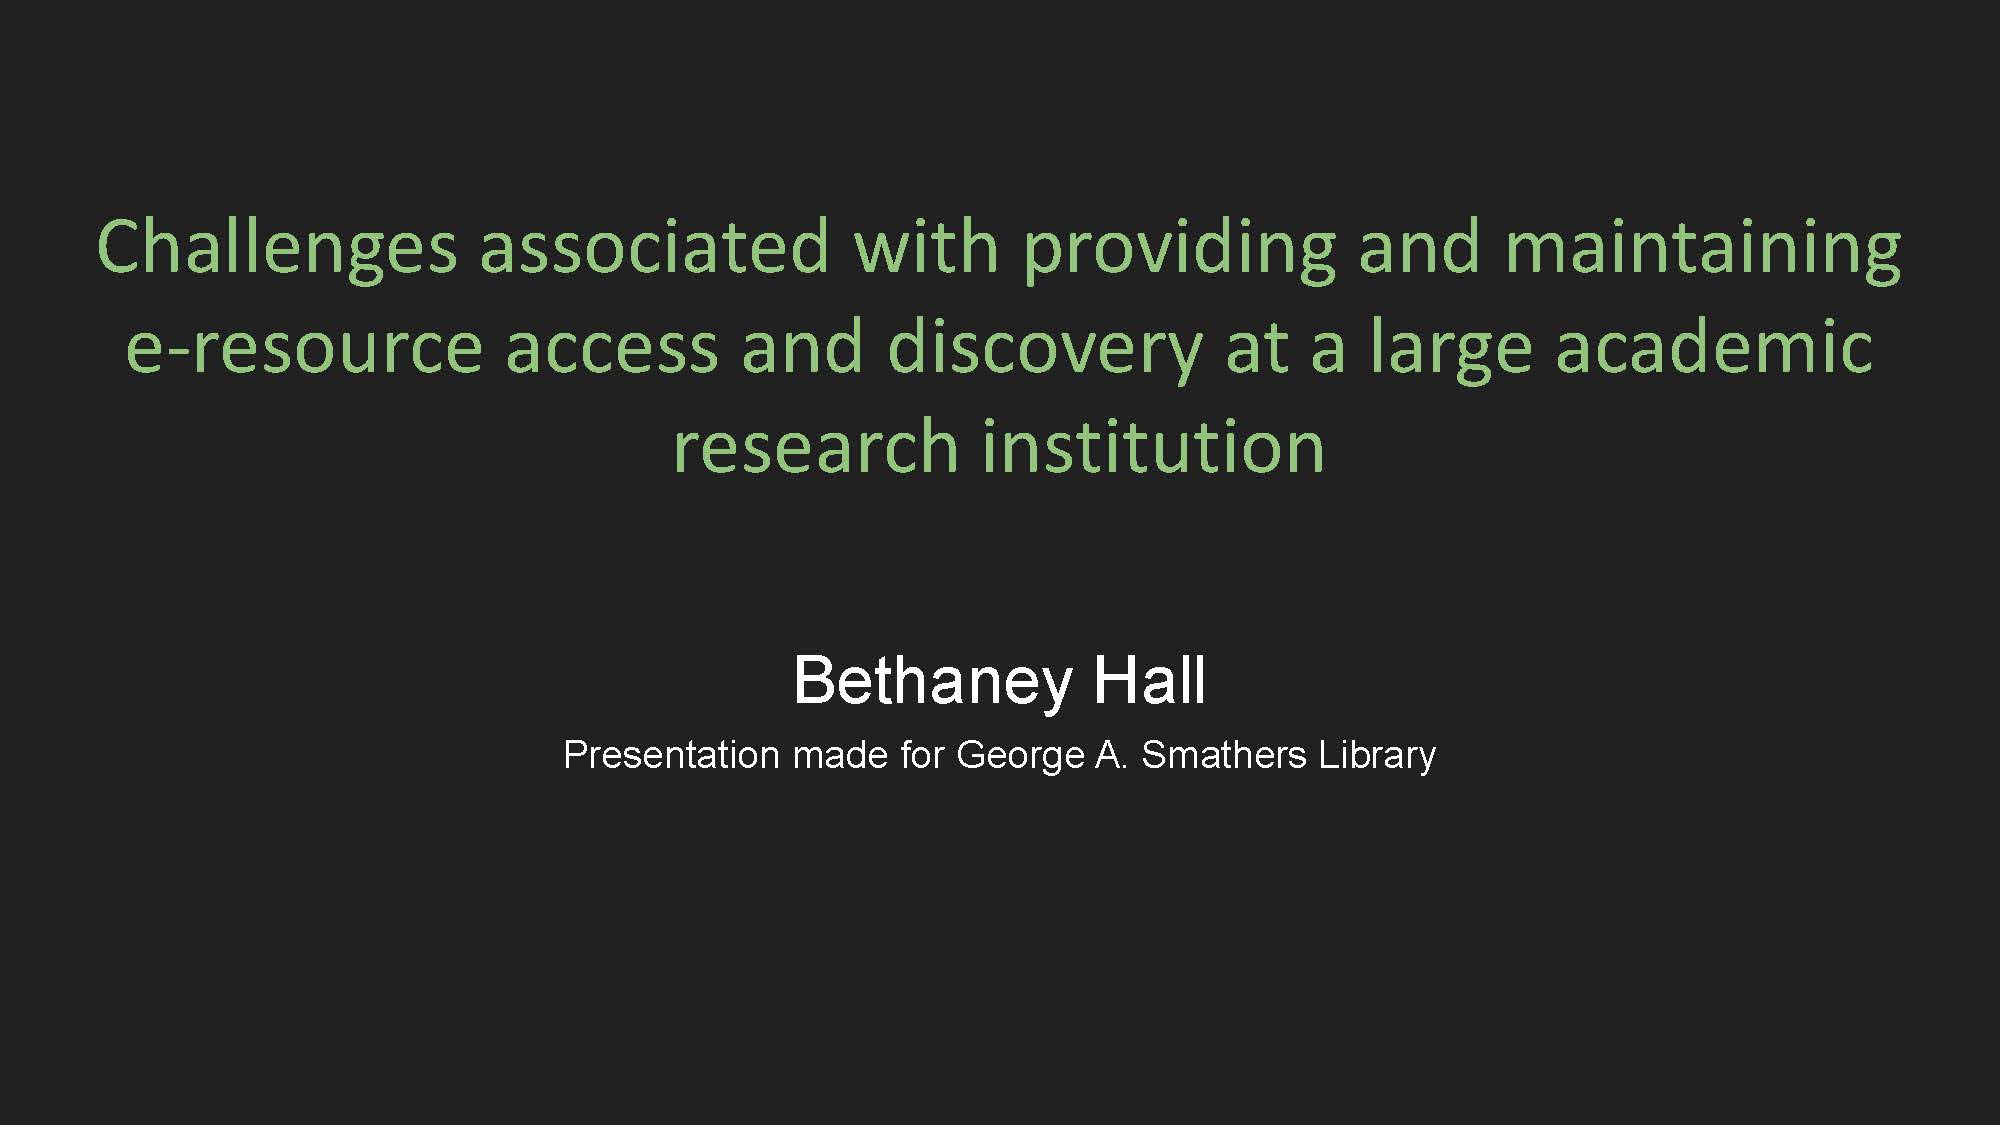 Challenges associated with providing and maintaining
e-resource access and discovery at a large academic
research institution
Bethaney Hall
Presentation made for George A. Smathers Library